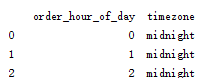 order_hour_of_day timezone
0 0 midnight
1 1 midnight
2 2 midnight